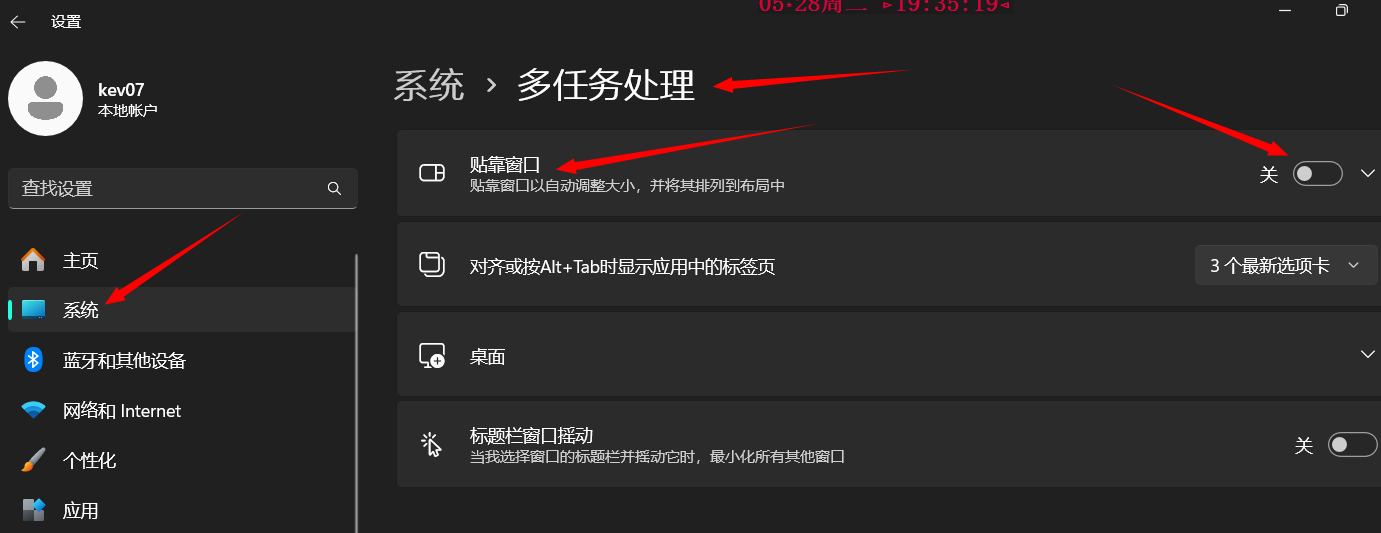 设置
05-28周二 ▹19:35:19◃
kev07
本地帐户
查找设置
主页
系统
蓝牙和其他设备
网络和 Internet
个性化
应用
系统 › 多任务处理
贴靠窗口
贴靠窗口以自动调整大小，并将其排列到布局中
关
对齐或按Alt+Tab时显示应用中的标签页
3 个最新选项卡
桌面
标题栏窗口摇动
当我选择窗口的标题栏并摇动它时，最小化所有其他窗口
关